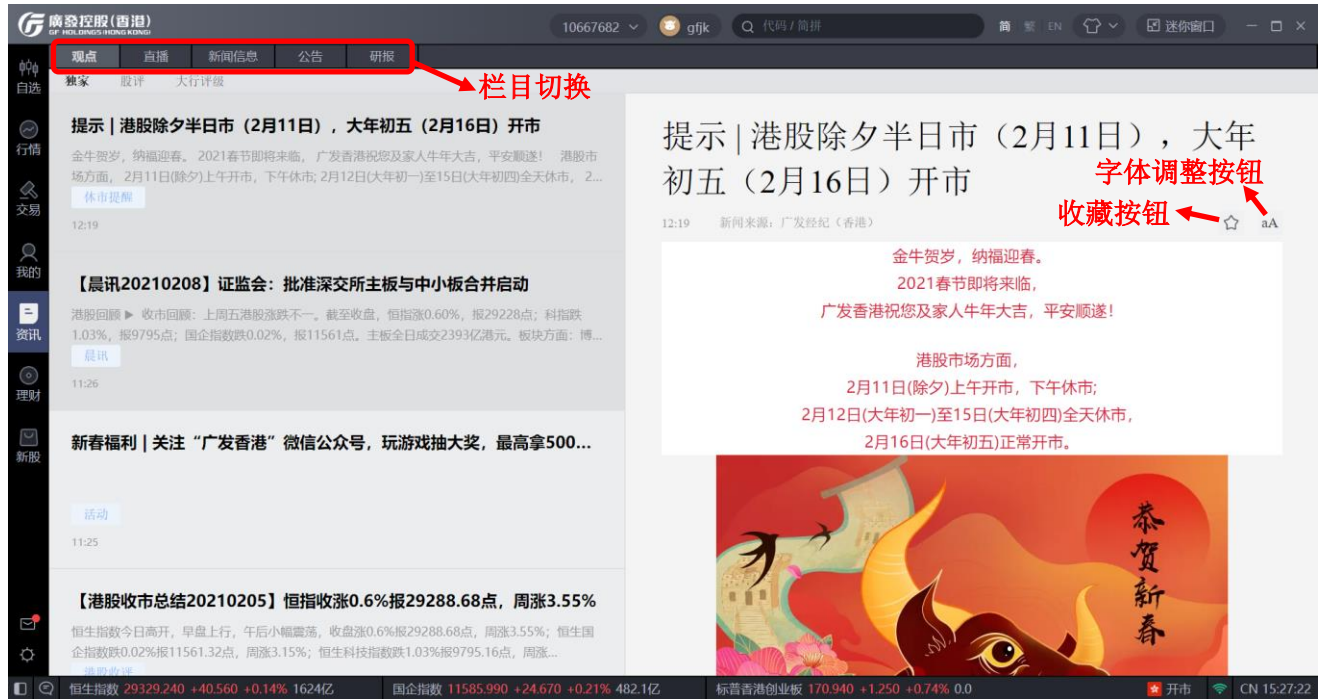 廣發控股(香港)
GF HOLDINGS (HONG KONG)
10667682
gfjk
代码 / 简拼
简 繁 EN
迷你窗口
观点 直播 新闻信息 公告 研报
栏目切换
独家 股评 大行评级
自选
行情
交易
我的
资讯
理财
新股
提示 | 港股除夕半日市（2月11日），大年初五（2月16日）开市
金牛贺岁，纳福迎春。 2021春节即将来临，广发香港祝您及家人牛年大吉，平安顺遂！ 港股市
场方面， 2月11日(除夕)上午开市，下午休市; 2月12日(大年初一)至15日(大年初四)全天休市， 2...
休市提醒
12:19
【晨讯20210208】证监会：批准深交所主板与中小板合并启动
港股回顾 ▶ 收市回顾：上周五港股涨跌不一。截至收盘，恒指涨0.60%，报29228点；科指跌
1.03%，报9795点；国企指数跌0.02%，报11561点。主板全日成交2393亿港元。板块方面：博...
晨讯
11:26
新春福利 | 关注“广发香港”微信公众号，玩游戏抽大奖，最高拿500...
活动
11:25
【港股收市总结20210205】恒指收涨0.6%报29288.68点，周涨3.55%
恒生指数今日高开，早盘上行，午后小幅震荡，收盘涨0.6%报29288.68点，周涨3.55%；恒生国
企指数跌0.02%报11561.32点，周涨3.15%；恒生科技指数跌1.03%报9795.16点，周涨...
港股收评
提示 | 港股除夕半日市（2月11日），大年
初五（2月16日）开市
字体调整按钮
收藏按钮
12:19 新闻来源：广发经纪（香港）
aA
金牛贺岁，纳福迎春。
2021春节即将来临，
广发香港祝您及家人牛年大吉，平安顺遂！
港股市场方面，
2月11日(除夕)上午开市，下午休市;
2月12日(大年初一)至15日(大年初四)全天休市，
2月16日(大年初五)正常开市。
恭贺新春
恒生指数 29329.240 +40.560 +0.14% 1624亿 国企指数 11585.990 +24.670 +0.21% 482.1亿 标普香港创业板 170.940 +1.250 +0.74% 0.0 开市 CN 15:27:22